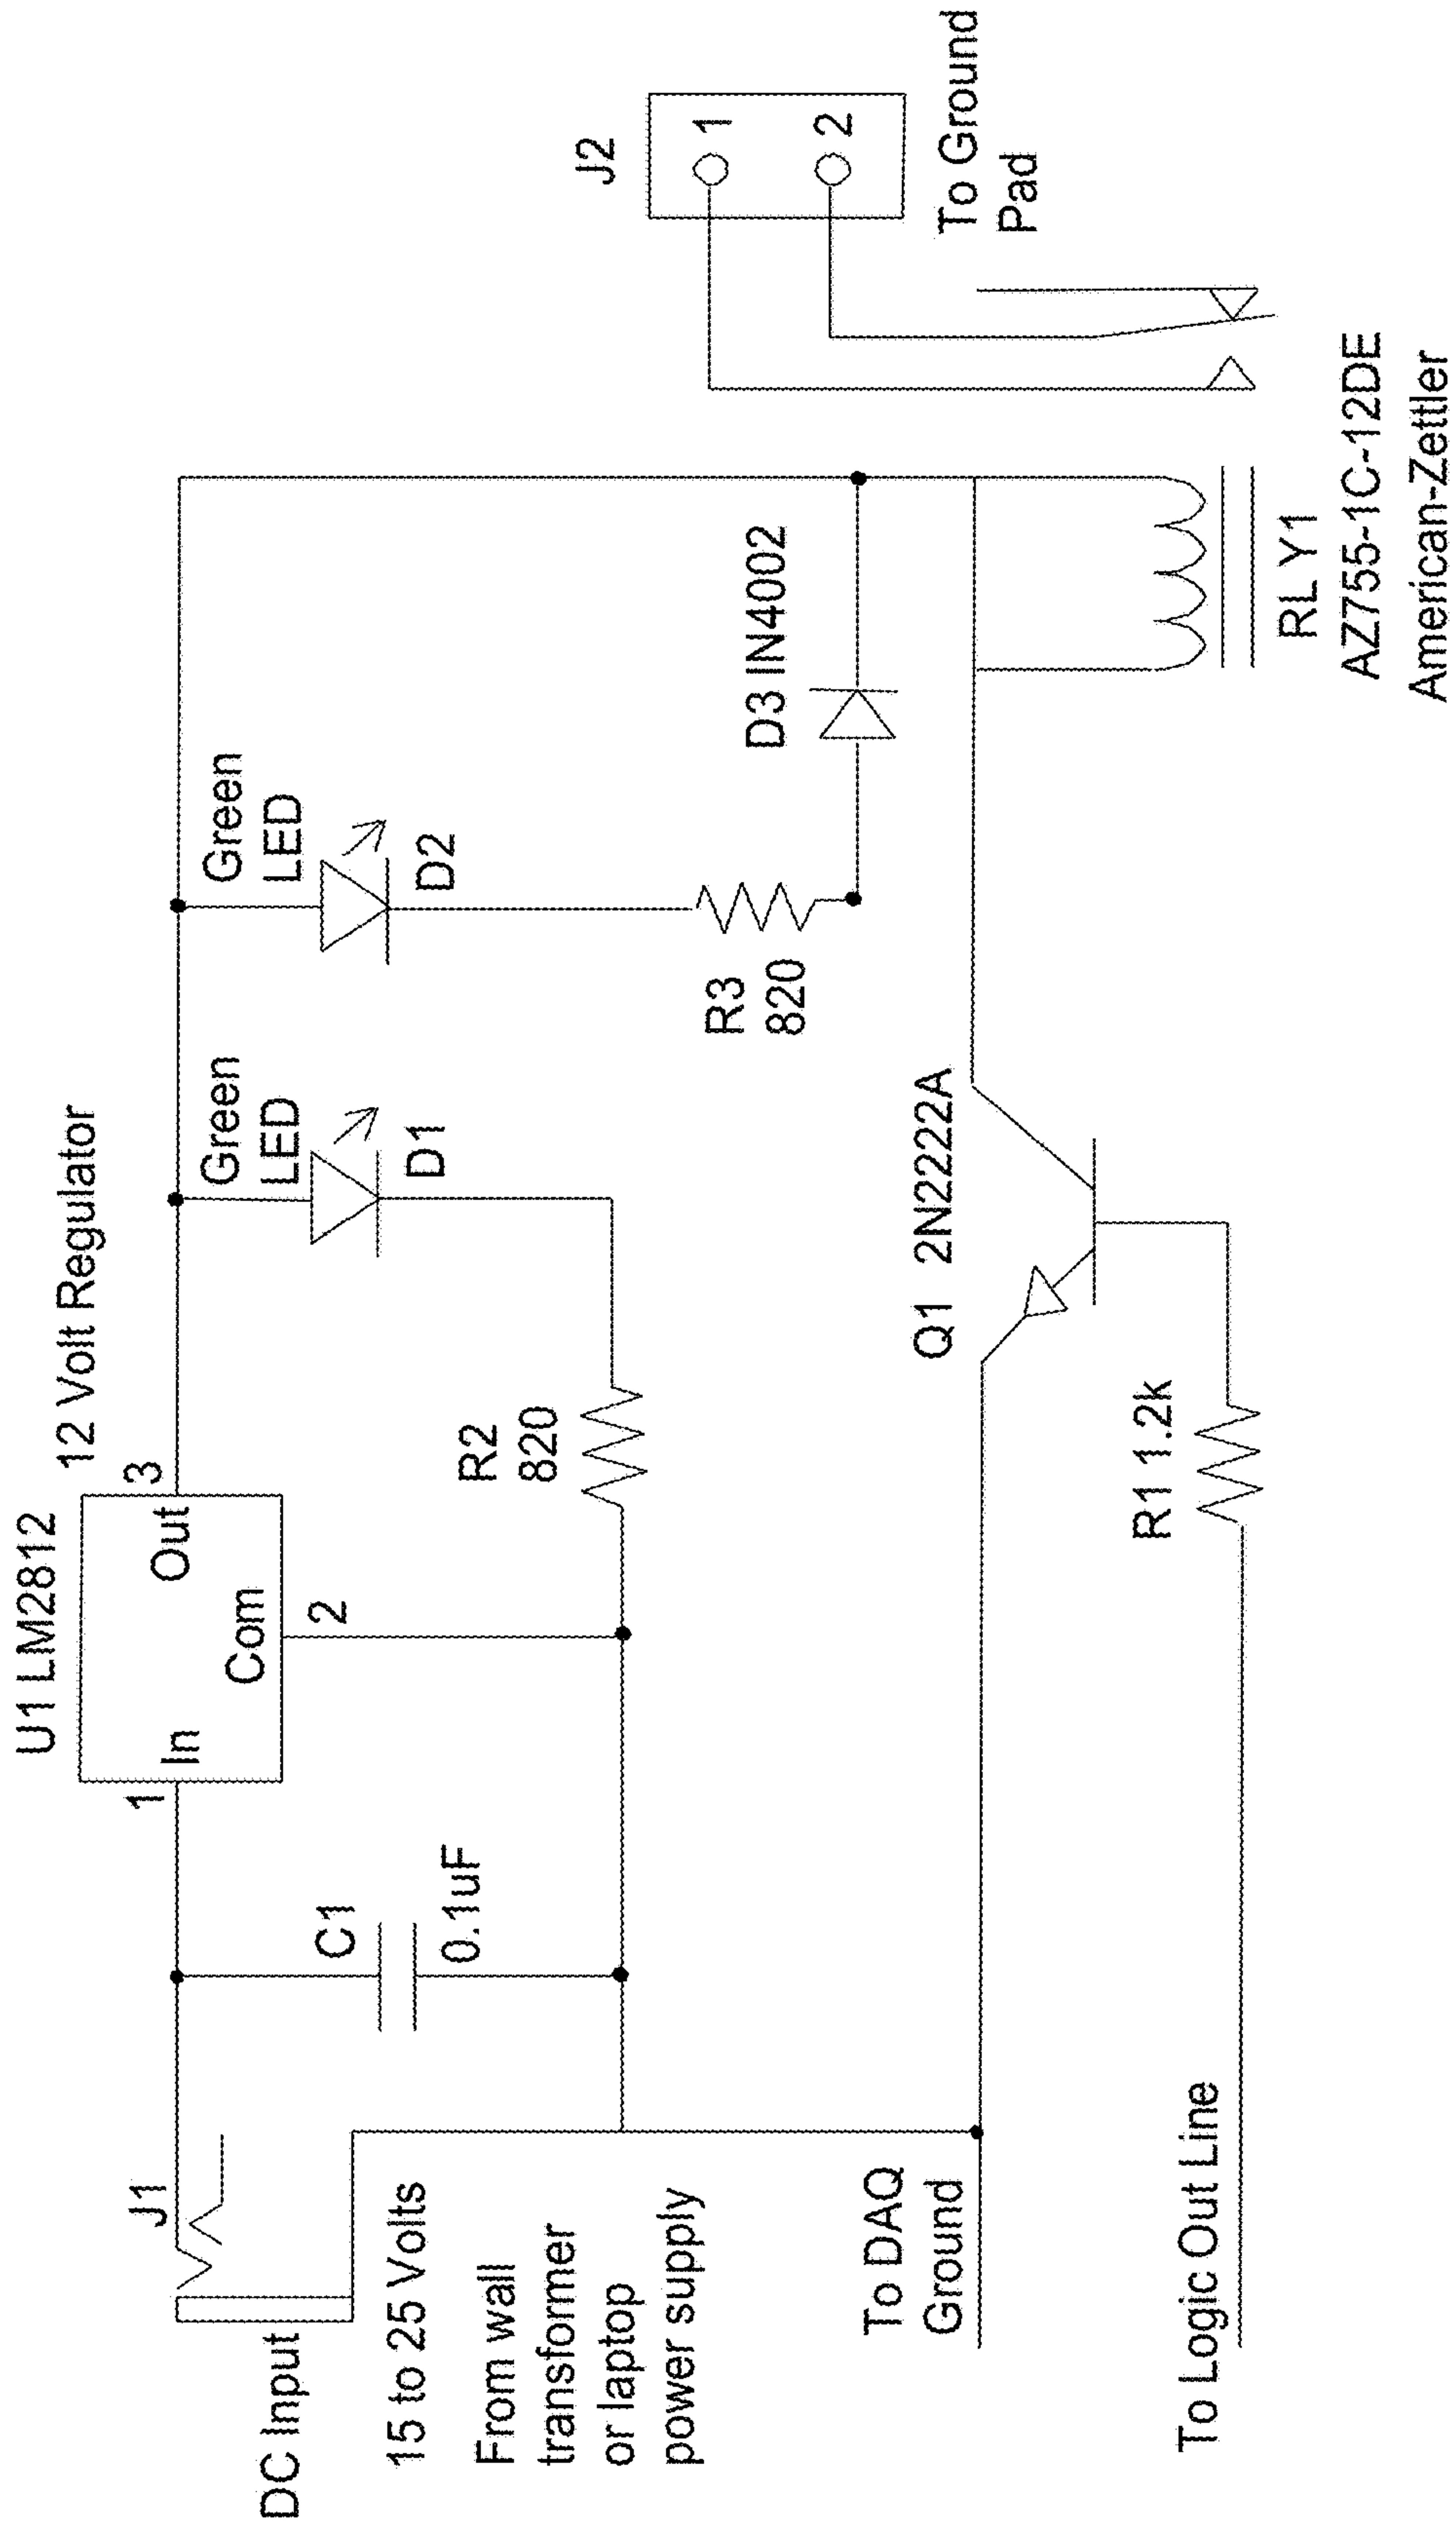 U1 LM2812
12 Volt Regulator
1
In
Out
3
Com
2
J1
DC Input
15 to 25 Volts
From wall
transformer
or laptop
power supply
C1
0.1uF
R2
820
Green
LED
D1
Green
LED
D2
R3
820
D3 IN4002
J2
1
2
To Ground
Pad
To DAQ
Ground
Q1 2N222A
R1 1.2k
To Logic Out Line
RLY1
AZ755-1C-12DE
American-Zettler